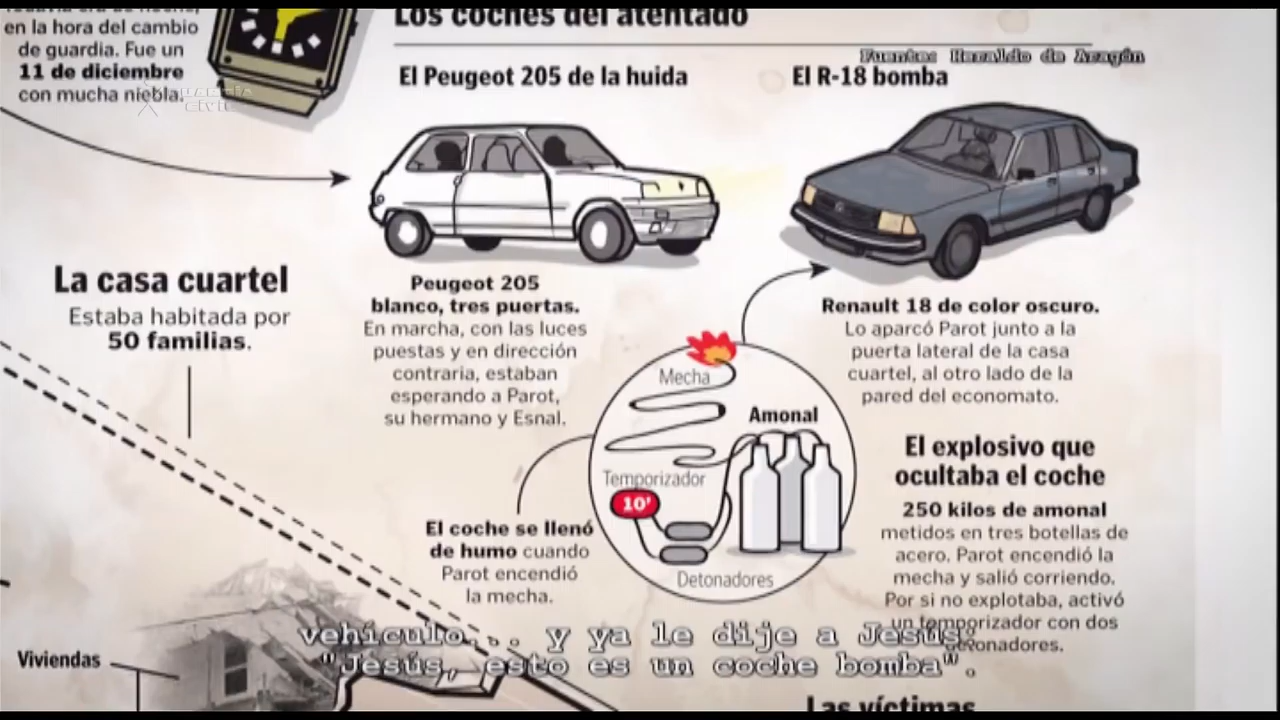 en la hora del cambio
de guardia. Fue un
11 de diciembre
con mucha niebla.
Los coches del atentado
Fuente: Heraldo de Aragón
El Peugeot 205 de la huida
El R-18 bomba
La casa cuartel
Estaba habitada por
50 familias.
Peugeot 205
blanco, tres puertas.
En marcha, con las luces
puestas y en dirección
contraria, estaban
esperando a Parot,
su hermano y Esnal.
Renault 18 de color oscuro.
Lo aparcó Parot junto a la
puerta lateral de la casa
cuartel, al otro lado de la
pared del economato.
Mecha
Amonal
Temporizador
10'
Detonadores
El coche se llenó
de humo cuando
Parot encendió
la mecha.
El explosivo que
ocultaba el coche
250 kilos de amonal
metidos en tres botellas de
acero. Parot encendió la
mecha y salió corriendo.
Por si no explotaba, activó
un temporizador con dos
detonadores.
vehículo... y ya le dije a Jesús:
"Jesús, esto es un coche bomba".
Viviendas
Las víctimas